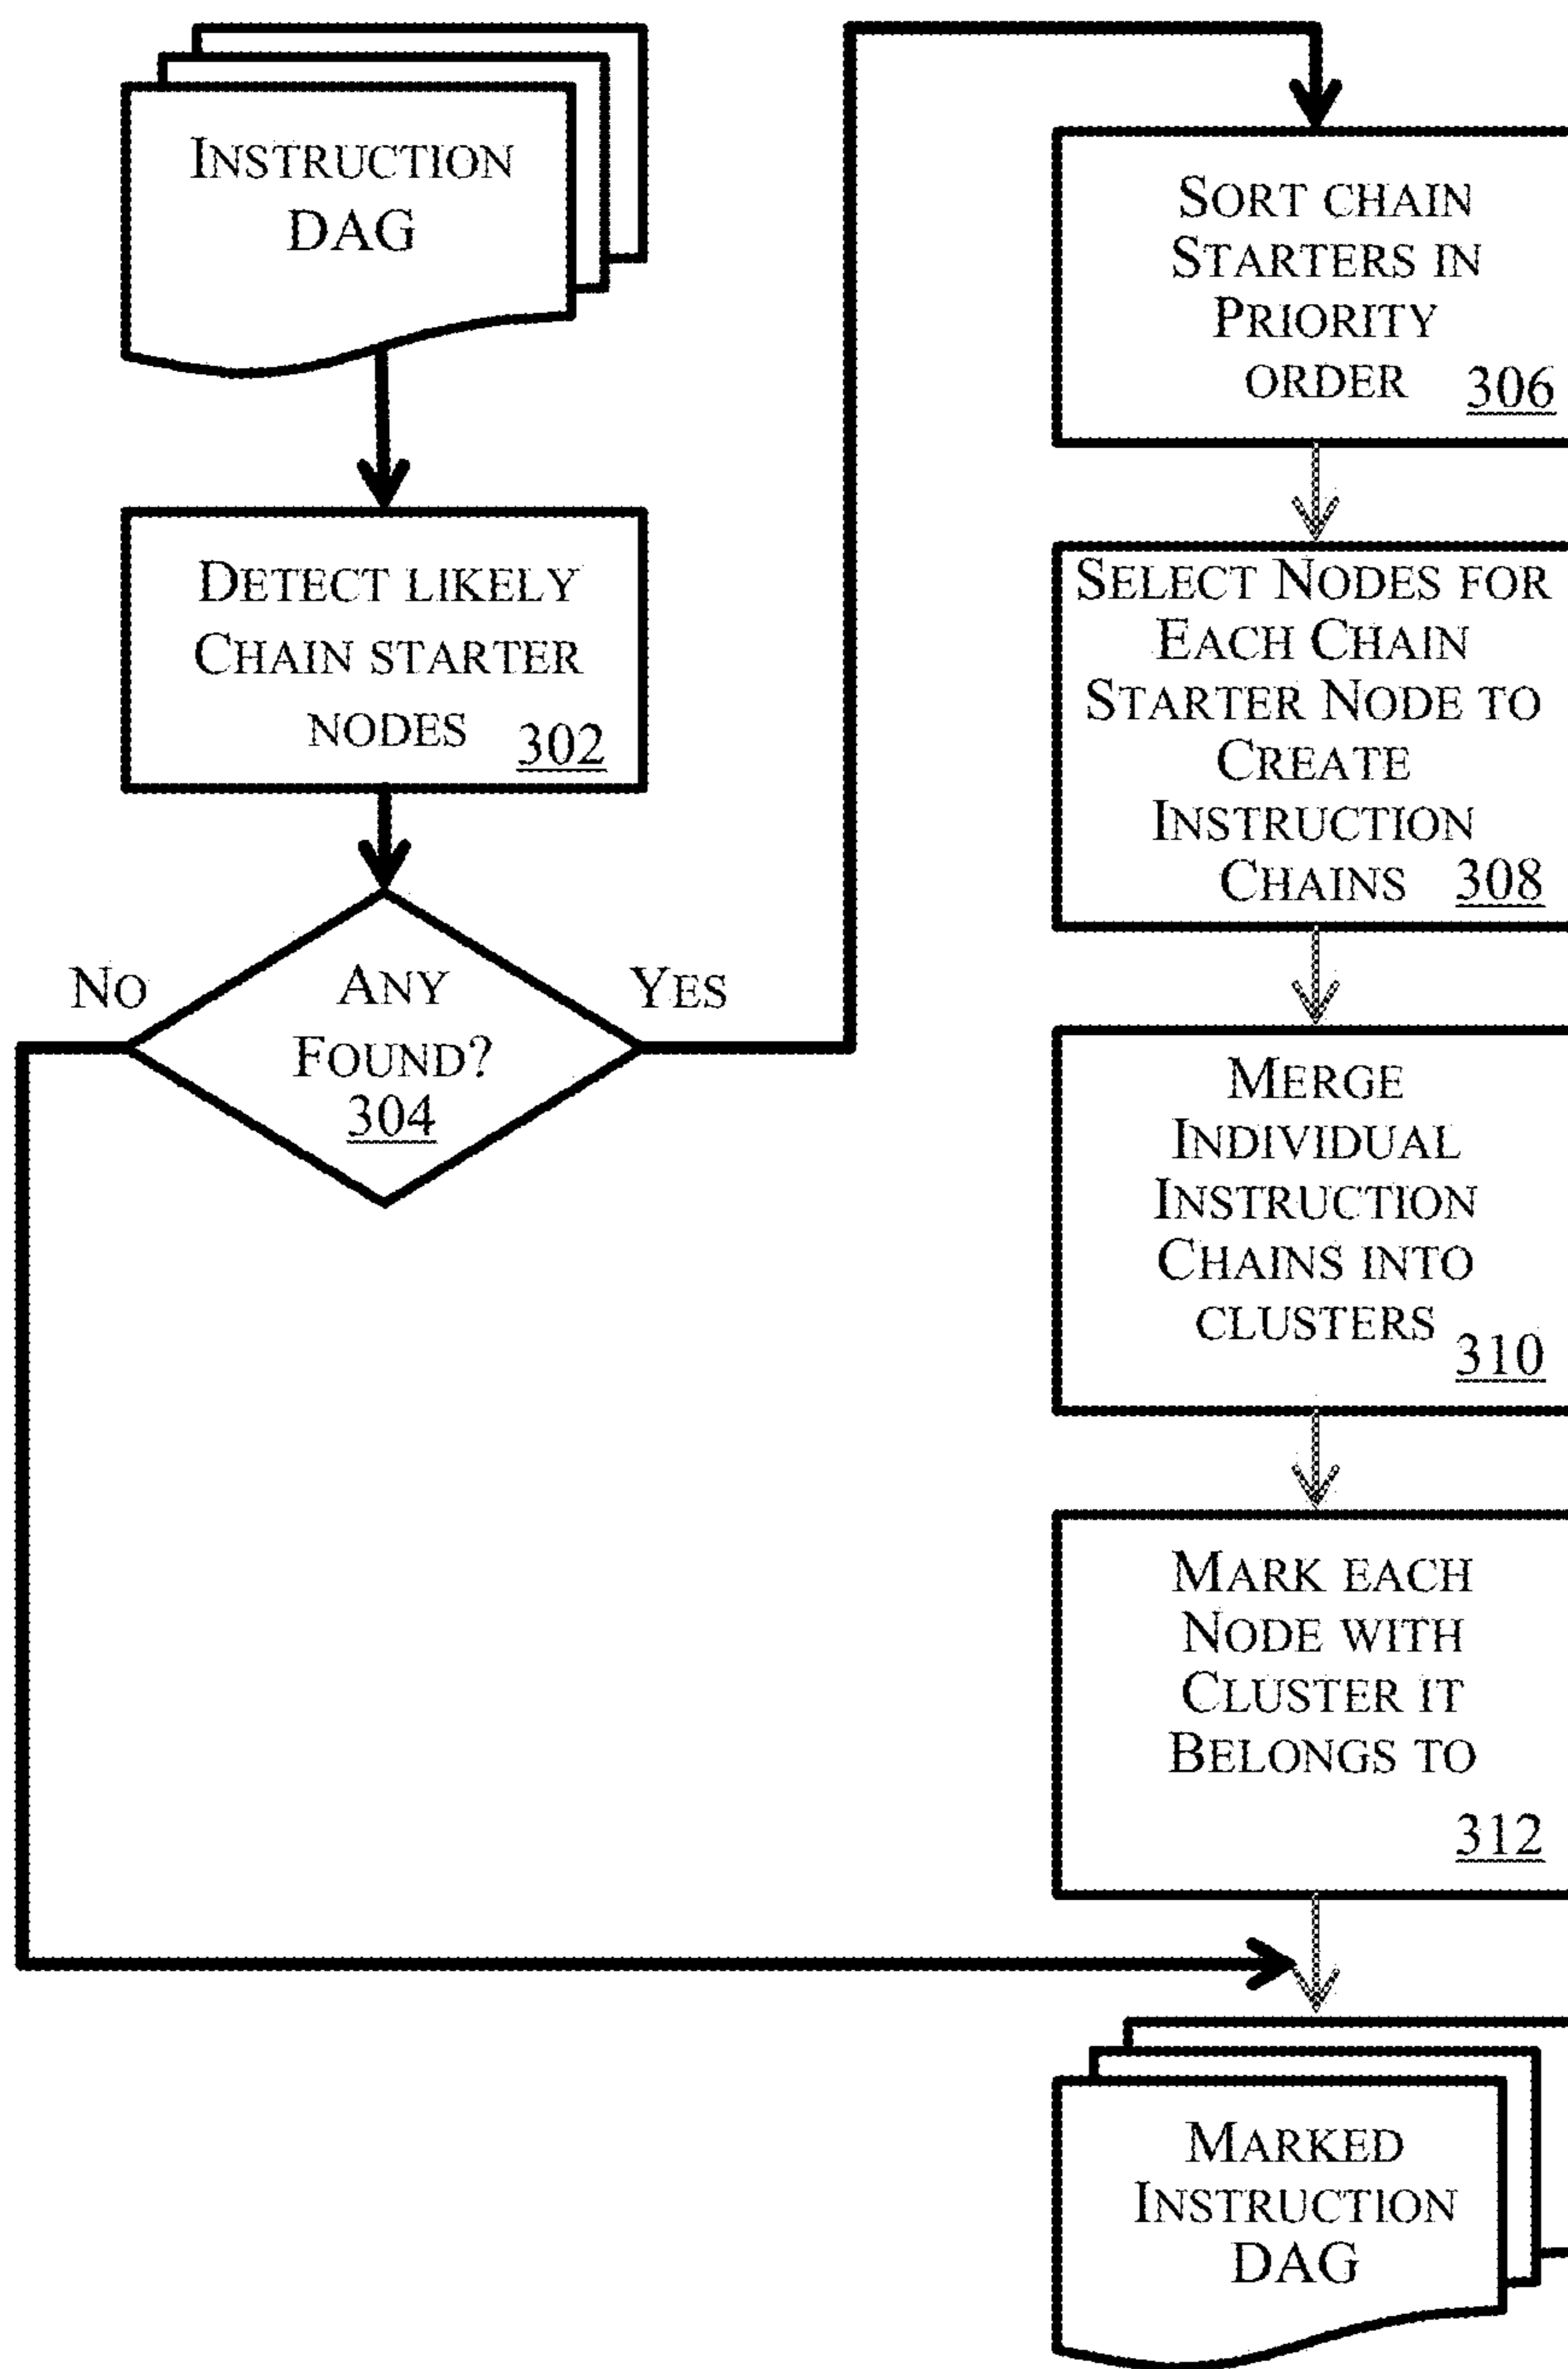 INSTRUCTION
DAG
DETECT LIKELY
CHAIN STARTER
NODES 302
NO
ANY
YES
FOUND?
304
SORT CHAIN
STARTERS IN
PRIORITY
ORDER 306
SELECT NODES FOR
EACH CHAIN
STARTER NODE TO
CREATE
INSTRUCTION
CHAINS 308
MERGE
INDIVIDUAL
INSTRUCTION
CHAINS INTO
CLUSTERS 310
MARK EACH
NODE WITH
CLUSTER IT
BELONGS TO
312
MARKED
INSTRUCTION
DAG